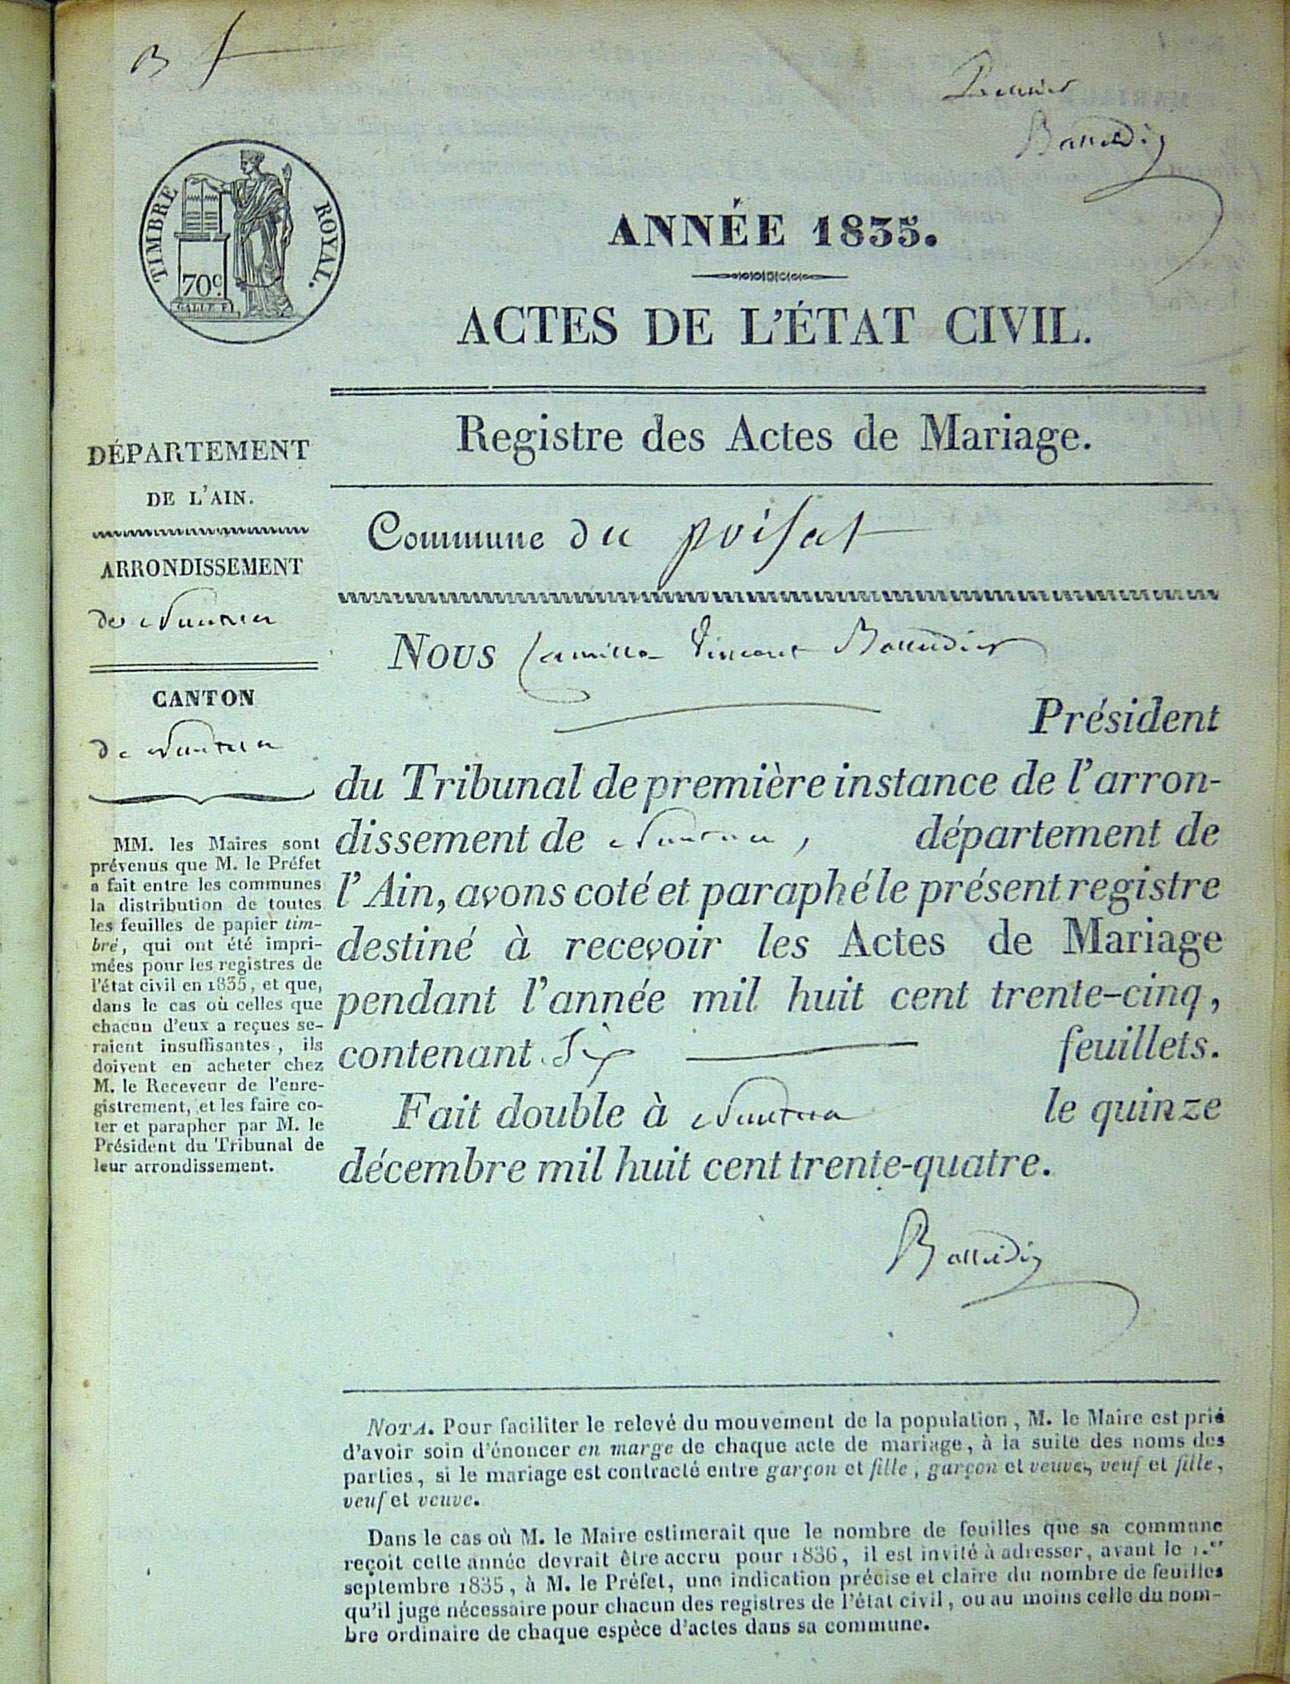 Premier
TIMBRE ROYAL.
70c
ANNÉE 1835.
ACTES DE L'ÉTAT CIVIL.
Registre des Actes de Mariage.
DÉPARTEMENT
DE L'AIN.
ARRONDISSEMENT
de Nantua
CANTON
de Nantua
MM. les Maires sont
prévenus que M. le Préfet
a fait entre les communes
la distribution de toutes
les feuilles de papier tim-
bré, qui ont été impri-
mées pour les registres de
l'état civil en 1835, et que,
dans le cas où celles que
chacun d'eux a reçues se-
raient insuffisantes, ils
doivent en acheter chez
M. le Receveur de l'enre-
gistrement, et les faire co-
ter et parapher par M. le
Président du Tribunal de
leur arrondissement.
Commune du poisat
Nous Camille Vincent
Président
du Tribunal de première instance de l'arron-
dissement de Nantua, département de
l'Ain, avons coté et paraphé le présent registre
destiné à recevoir les Actes de Mariage
pendant l'année mil huit cent trente-cinq,
contenant Six feuillets.
Fait double à Nantua le quinze
décembre mil huit cent trente-quatre.
NOTA. Pour faciliter le relevé du mouvement de la population, M. le Maire est prié
d'avoir soin d'énoncer en marge de chaque acte de mariage, à la suite des noms des
parties, si le mariage est contracté entre garçon et fille, garçon et veuve, veuf et fille,
veuf et veuve.
Dans le cas où M. le Maire estimerait que le nombre de feuilles que sa commune
reçoit cette année devrait être accru pour 1836, il est invité à adresser, avant le 1.er
septembre 1835, à M. le Préfet, une indication précise et claire du nombre de feuilles
qu'il juge nécessaire pour chacun des registres de l'état civil, ou au moins celle du nom-
bre ordinaire de chaque espèce d'actes dans sa commune.